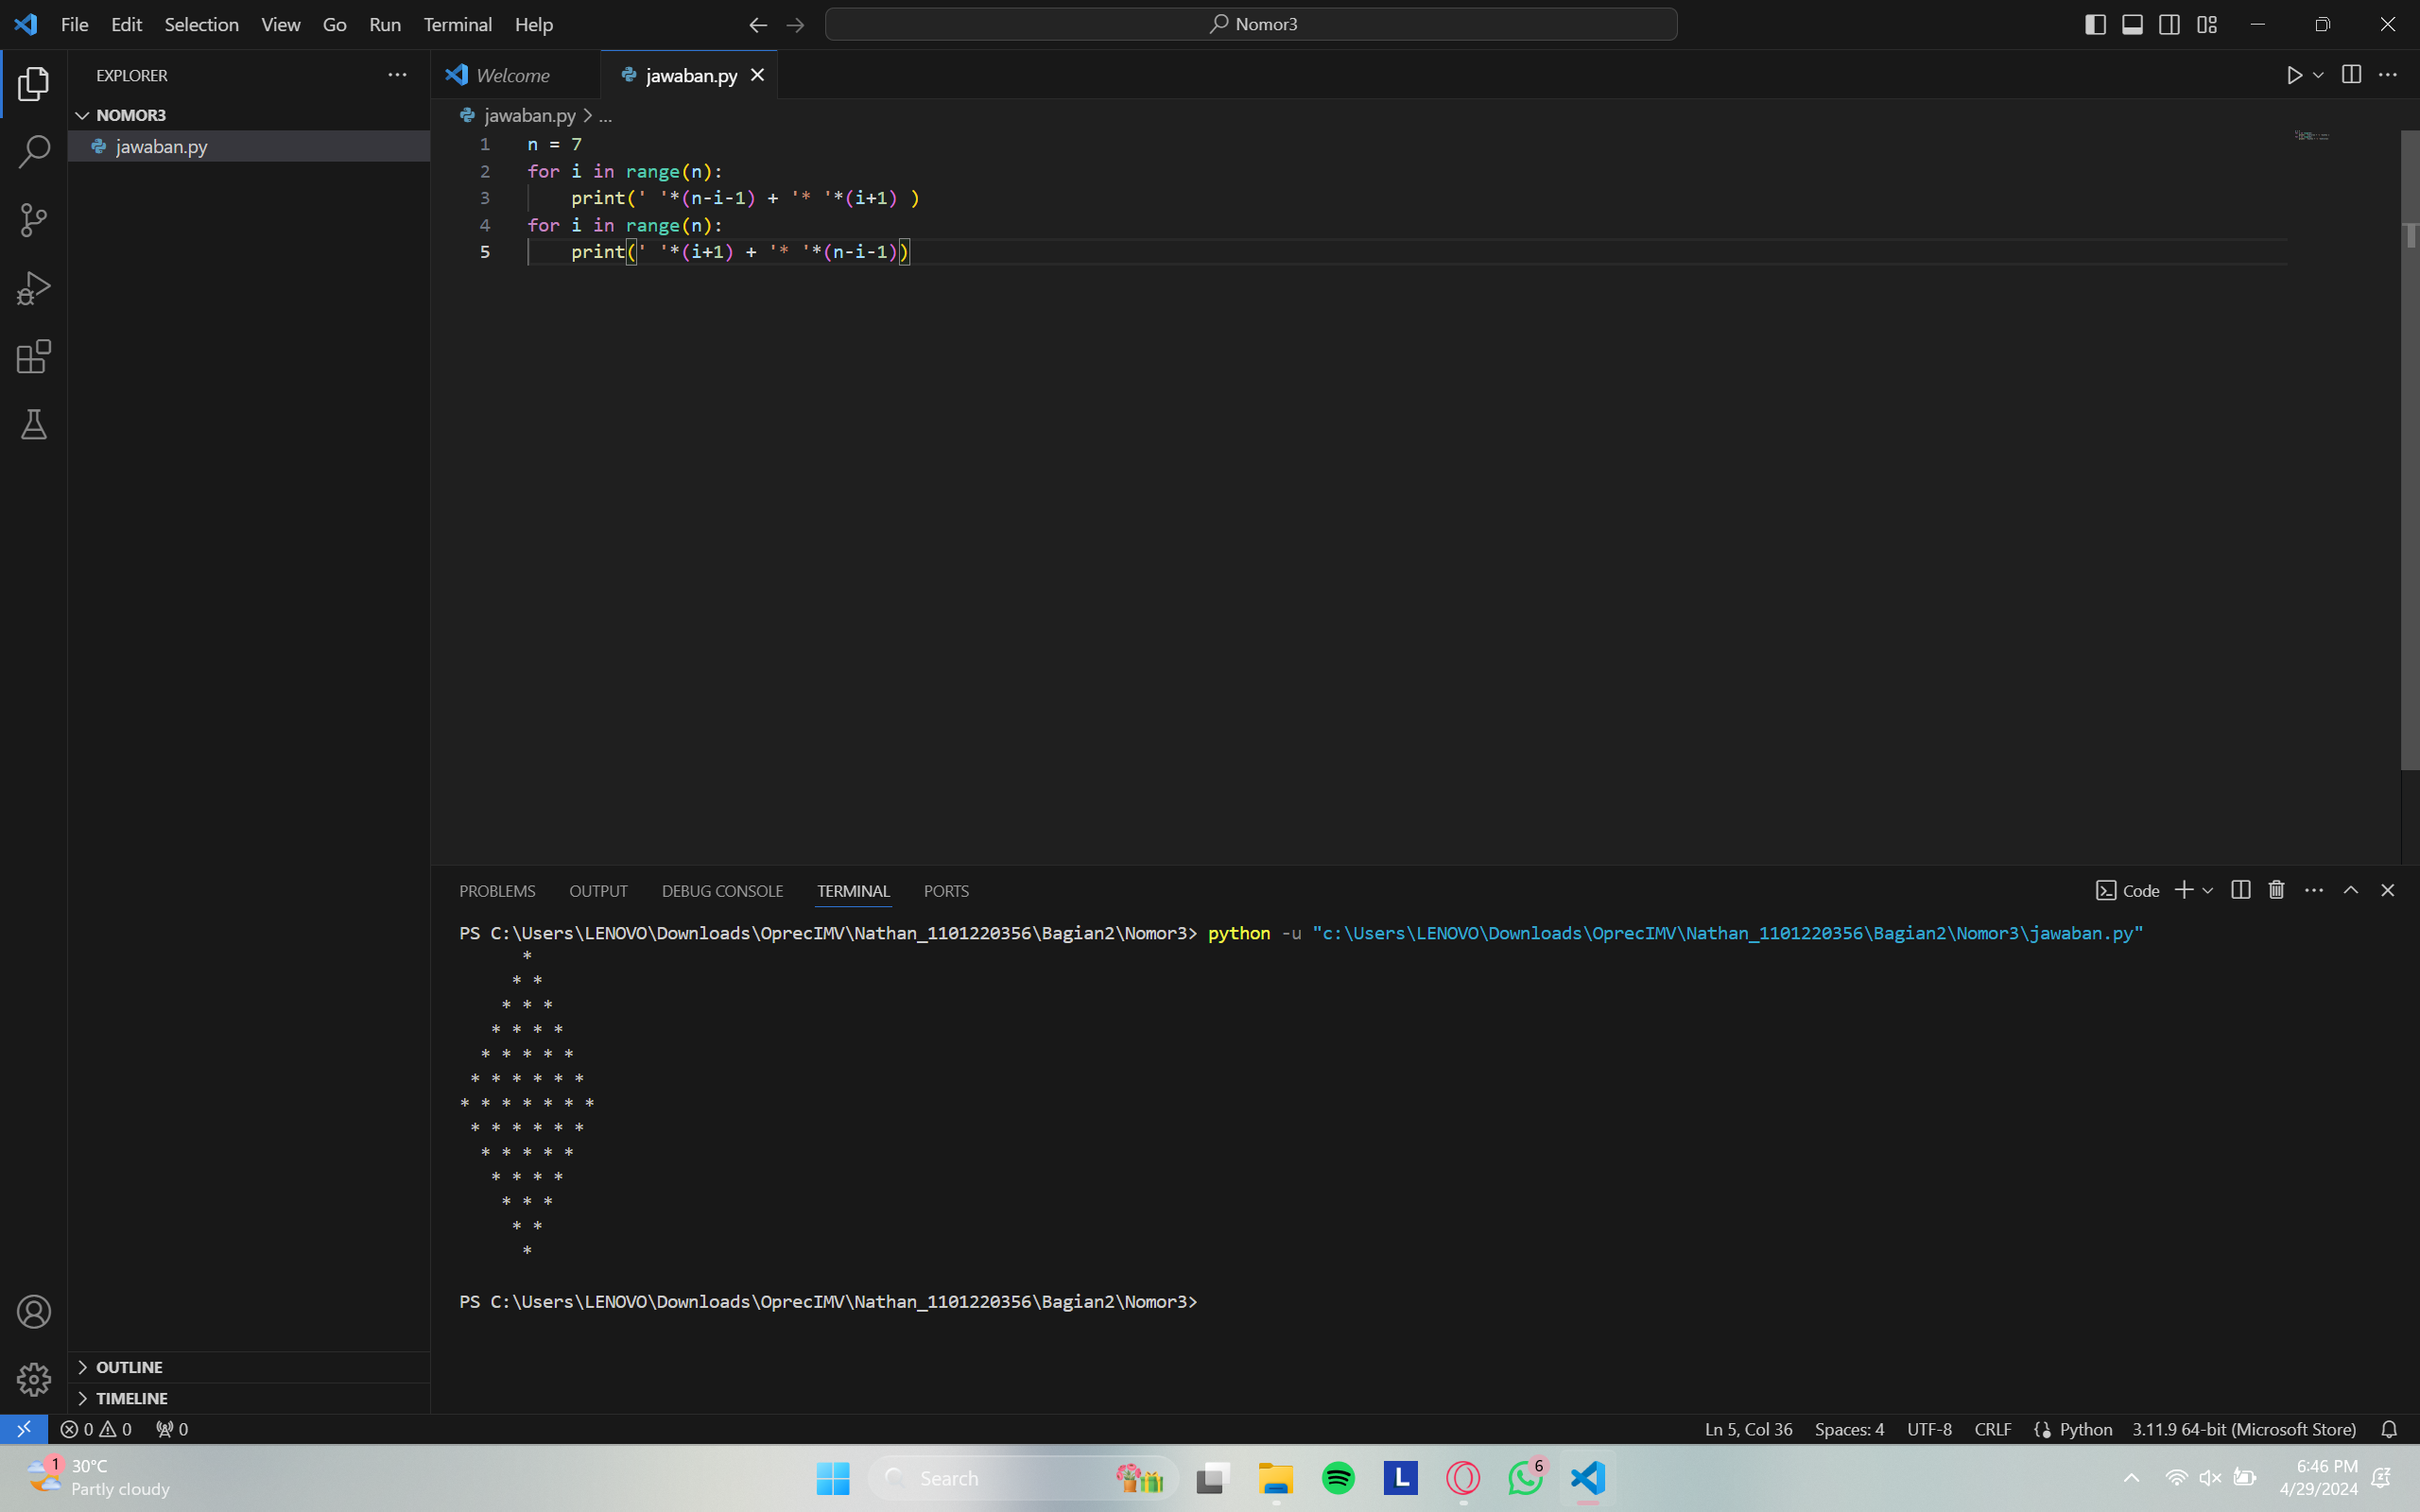 File Edit Selection View Go Run Terminal Help
Nomor3
EXPLORER
Welcome
jawaban.py
NOMOR3
jawaban.py
jawaban.py > ...
1 n = 7
2 for i in range(n):
3     print(' '*(n-i-1) + '* '*(i+1) )
4 for i in range(n):
5     print(' '*(i+1) + '* '*(n-i-1))
PROBLEMS OUTPUT DEBUG CONSOLE TERMINAL PORTS
Code
PS C:\Users\LENOVO\Downloads\OprecIMV\Nathan_1101220356\Bagian2\Nomor3> python -u "c:\Users\LENOVO\Downloads\OprecIMV\Nathan_1101220356\Bagian2\Nomor3\jawaban.py"
      *
     * *
    * * *
   * * * *
  * * * * *
 * * * * * *
* * * * * * *
 * * * * * *
  * * * * *
   * * * *
    * * *
     * *
      *
PS C:\Users\LENOVO\Downloads\OprecIMV\Nathan_1101220356\Bagian2\Nomor3>
OUTLINE
TIMELINE
0 0 0
Ln 5, Col 36 Spaces: 4 UTF-8 CRLF Python 3.11.9 64-bit (Microsoft Store)
1
30°C
Partly cloudy
Search
L
6
6:46 PM
4/29/2024